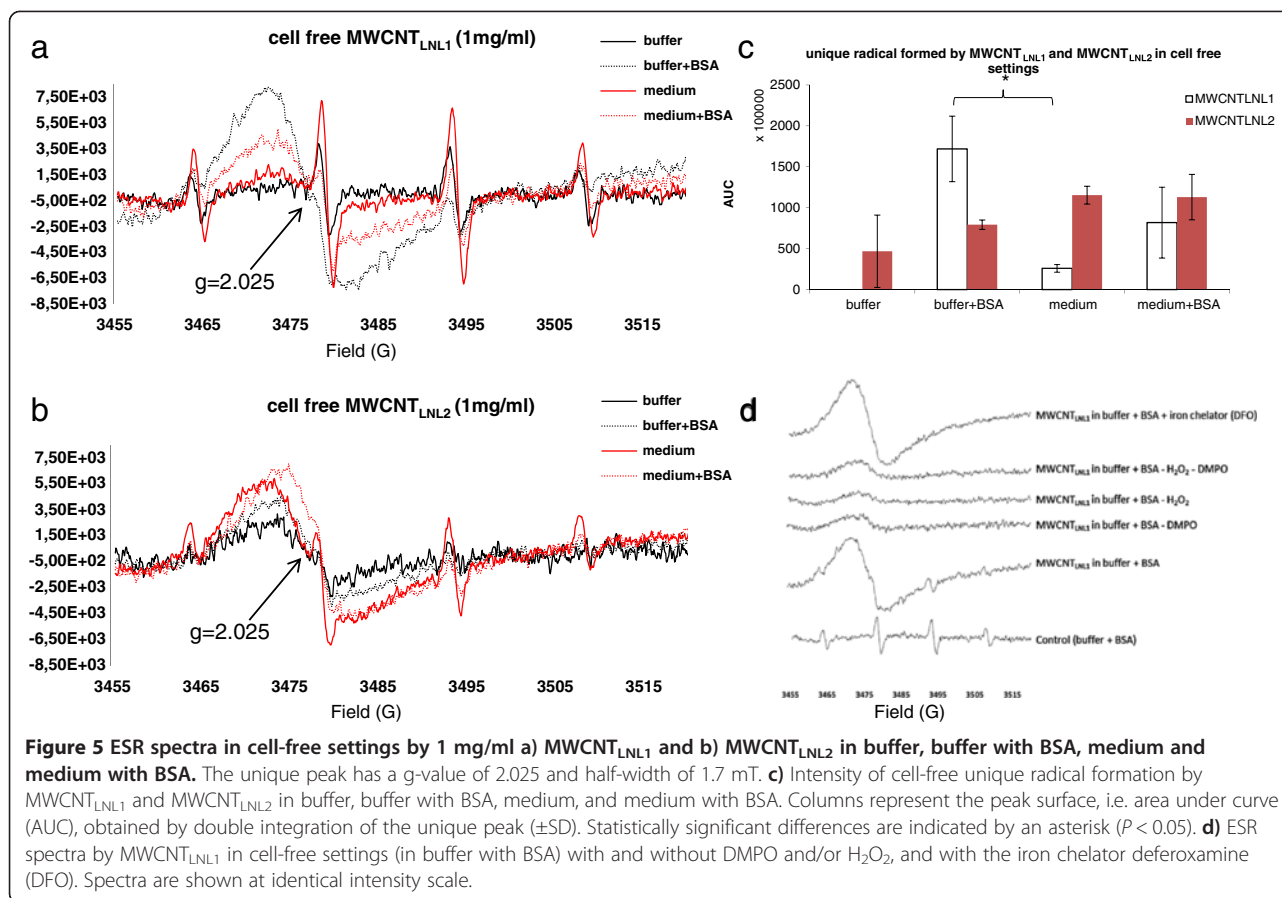 a
cell free MWCNTLNL1 (1mg/ml)
buffer
buffer+BSA
medium
medium+BSA
7,50E+03
5,50E+03
3,50E+03
1,50E+03
-5,00E+02
-2,50E+03
-4,50E+03
-6,50E+03
-8,50E+03
g=2.025
3455 3465 3475 3485 3495 3505 3515
Field (G)
b
cell free MWCNTLNL2 (1mg/ml)
buffer
buffer+BSA
medium
medium+BSA
7,50E+03
5,50E+03
3,50E+03
1,50E+03
-5,00E+02
-2,50E+03
-4,50E+03
-6,50E+03
-8,50E+03
g=2.025
3455 3465 3475 3485 3495 3505 3515
Field (G)
c
unique radical formed by MWCNTLNL1 and MWCNTLNL2 in cell free
settings
*
MWCNTLNL1
MWCNTLNL2
x 100000
AUC
2500
2000
1500
1000
500
0
buffer buffer+BSA medium medium+BSA
d
MWCNTLNL1 in buffer + BSA + iron chelator (DFO)
MWCNTLNL1 in buffer + BSA - H2O2 - DMPO
MWCNTLNL1 in buffer + BSA - H2O2
MWCNTLNL1 in buffer + BSA - DMPO
MWCNTLNL1 in buffer + BSA
Control (buffer + BSA)
3455 3465 3475 3485 3495 3505 3515
Field (G)
Figure 5 ESR spectra in cell-free settings by 1 mg/ml a) MWCNTLNL1 and b) MWCNTLNL2 in buffer, buffer with BSA, medium and
medium with BSA. The unique peak has a g-value of 2.025 and half-width of 1.7 mT. c) Intensity of cell-free unique radical formation by
MWCNTLNL1 and MWCNTLNL2 in buffer, buffer with BSA, medium, and medium with BSA. Columns represent the peak surface, i.e. area under curve
(AUC), obtained by double integration of the unique peak (±SD). Statistically significant differences are indicated by an asterisk (P < 0.05). d) ESR
spectra by MWCNTLNL1 in cell-free settings (in buffer with BSA) with and without DMPO and/or H2O2, and with the iron chelator deferoxamine
(DFO). Spectra are shown at identical intensity scale.